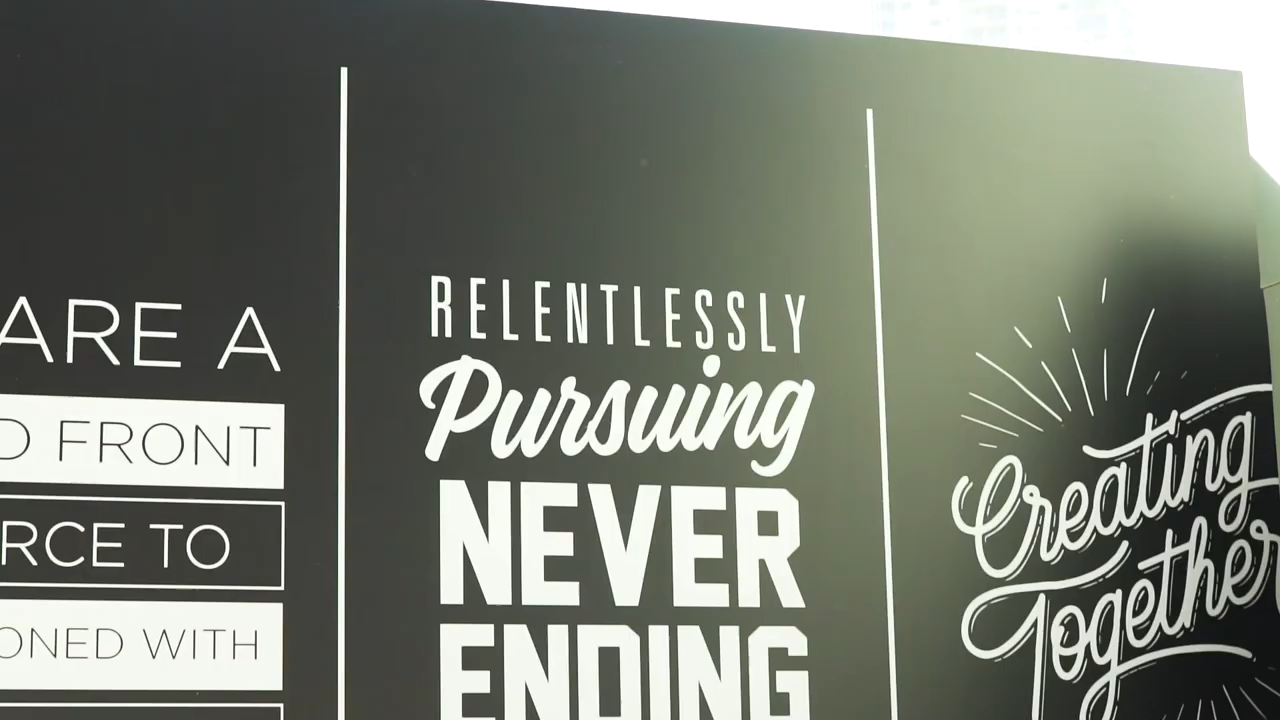 ARE A
D FRONT
RCE TO
ONED WITH
RELENTLESSLY
Pursuing
NEVER
ENDING
Creating
Together